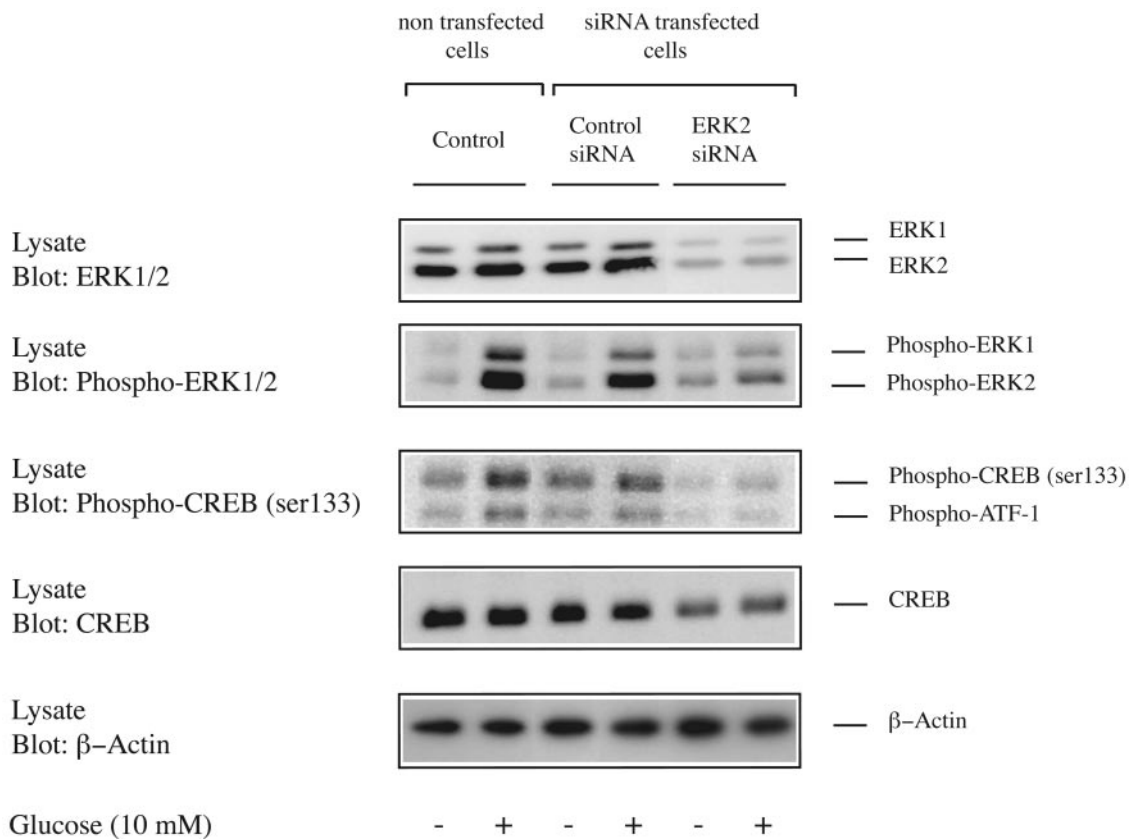 non transfected
cells
siRNA transfected
cells
Control
Control
siRNA
ERK2
siRNA
Lysate
Blot: ERK1/2
ERK1
ERK2
Lysate
Blot: Phospho-ERK1/2
Phospho-ERK1
Phospho-ERK2
Lysate
Blot: Phospho-CREB (ser133)
Phospho-CREB (ser133)
Phospho-ATF-1
Lysate
Blot: CREB
CREB
Lysate
Blot: β–Actin
β–Actin
Glucose (10 mM) - + - + - +